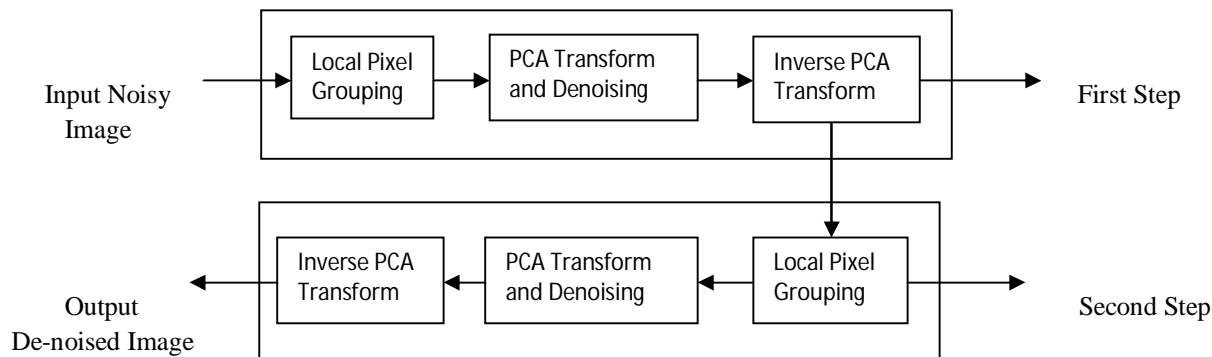 Input Noisy
Image
Local Pixel
Grouping
PCA Transform
and Denoising
Inverse PCA
Transform
First Step
Output
De-noised Image
Inverse PCA
Transform
PCA Transform
and Denoising
Local Pixel
Grouping
Second Step